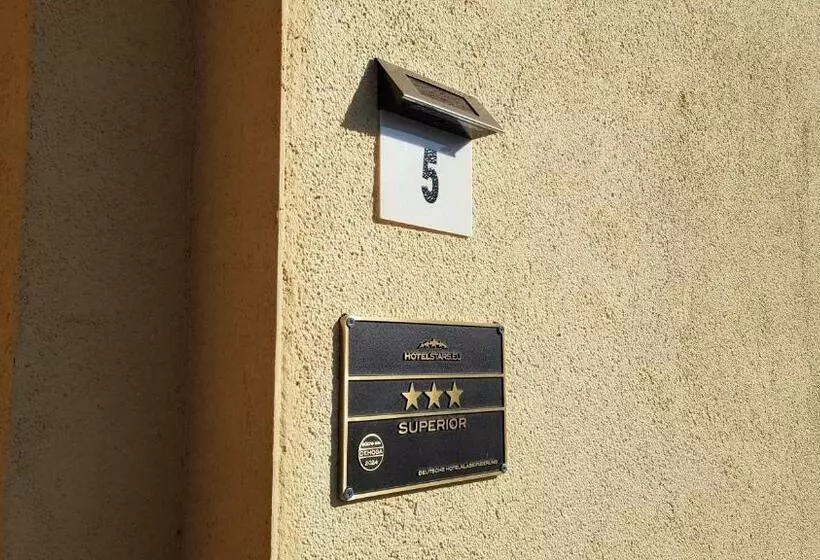 5
HOTELSTARS.EU
SUPERIOR
DEHOGA
2024
DEUTSCHE HOTELKLASSIFIZIERUNG